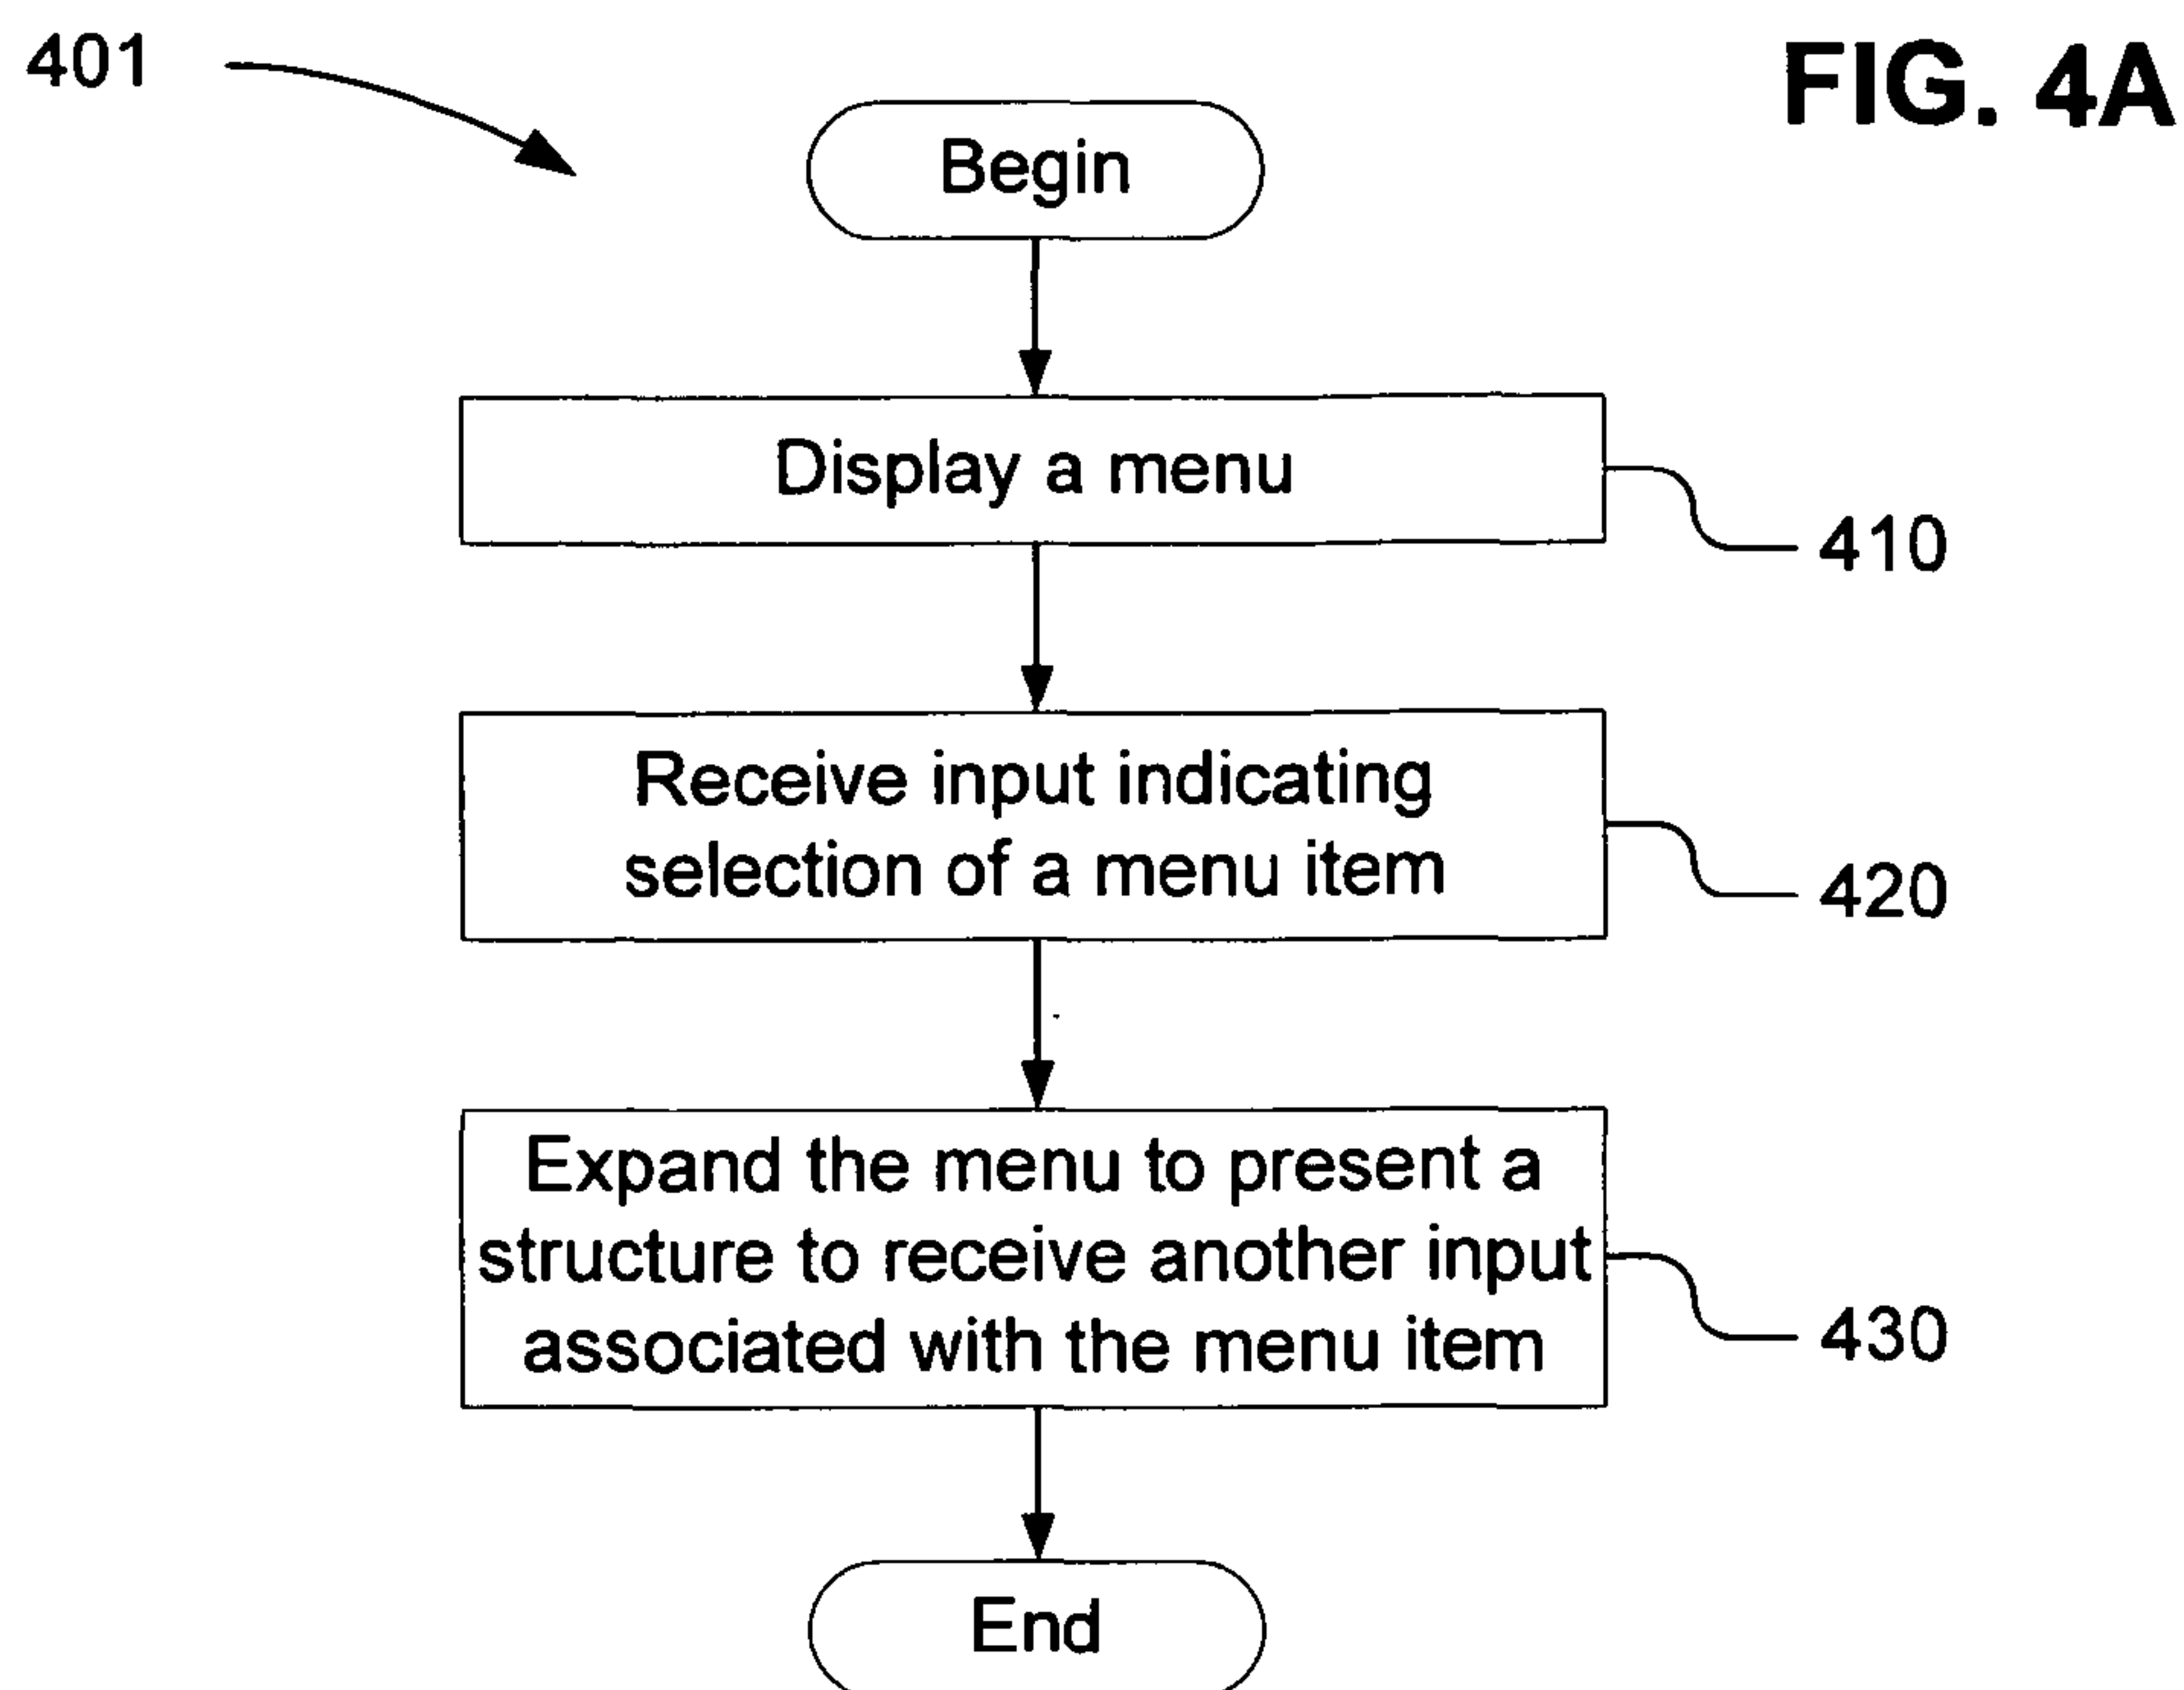 401
FIG. 4A
Begin
Display a menu
410
Receive input indicating
selection of a menu item
420
Expand the menu to present a
structure to receive another input
associated with the menu item
430
End